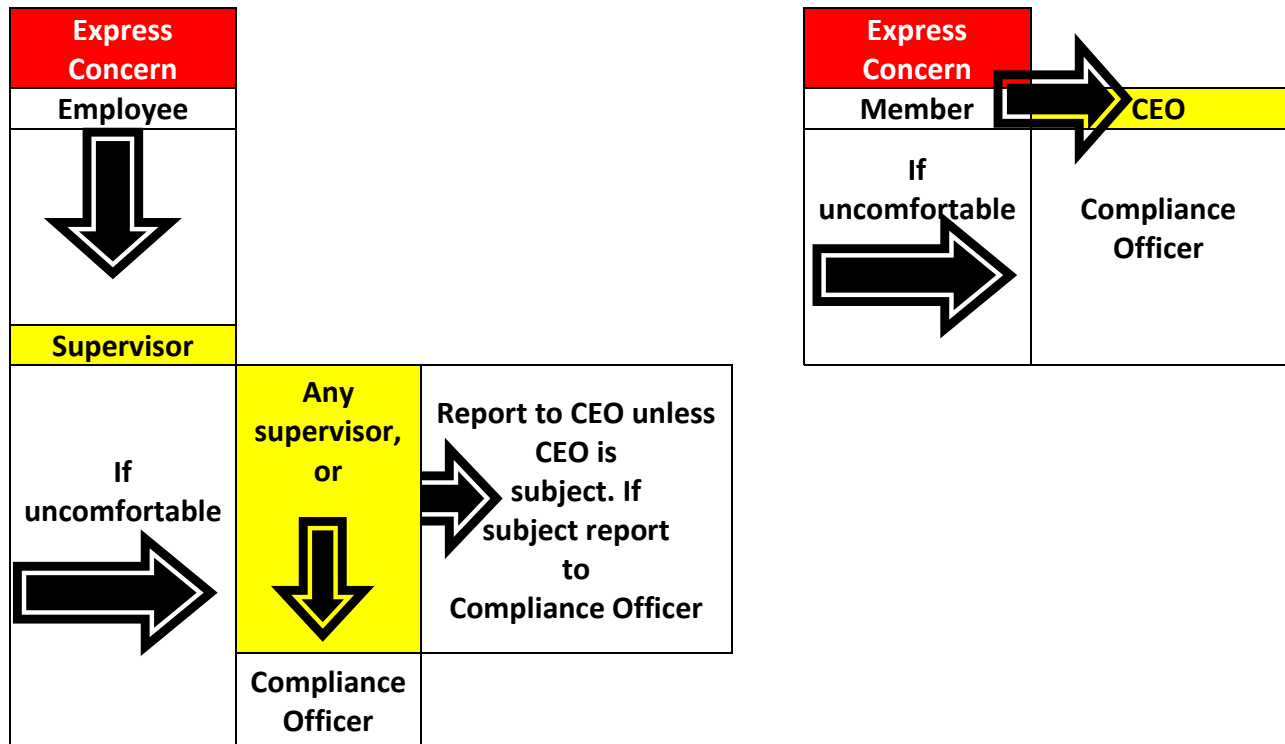 Express
Concern
Employee
Supervisor
If
uncomfortable
Any
supervisor,
or
Report to CEO unless
CEO is
subject. If
subject report
to
Compliance Officer
Compliance
Officer
Express
Concern
Member
CEO
If
uncomfortable
Compliance
Officer